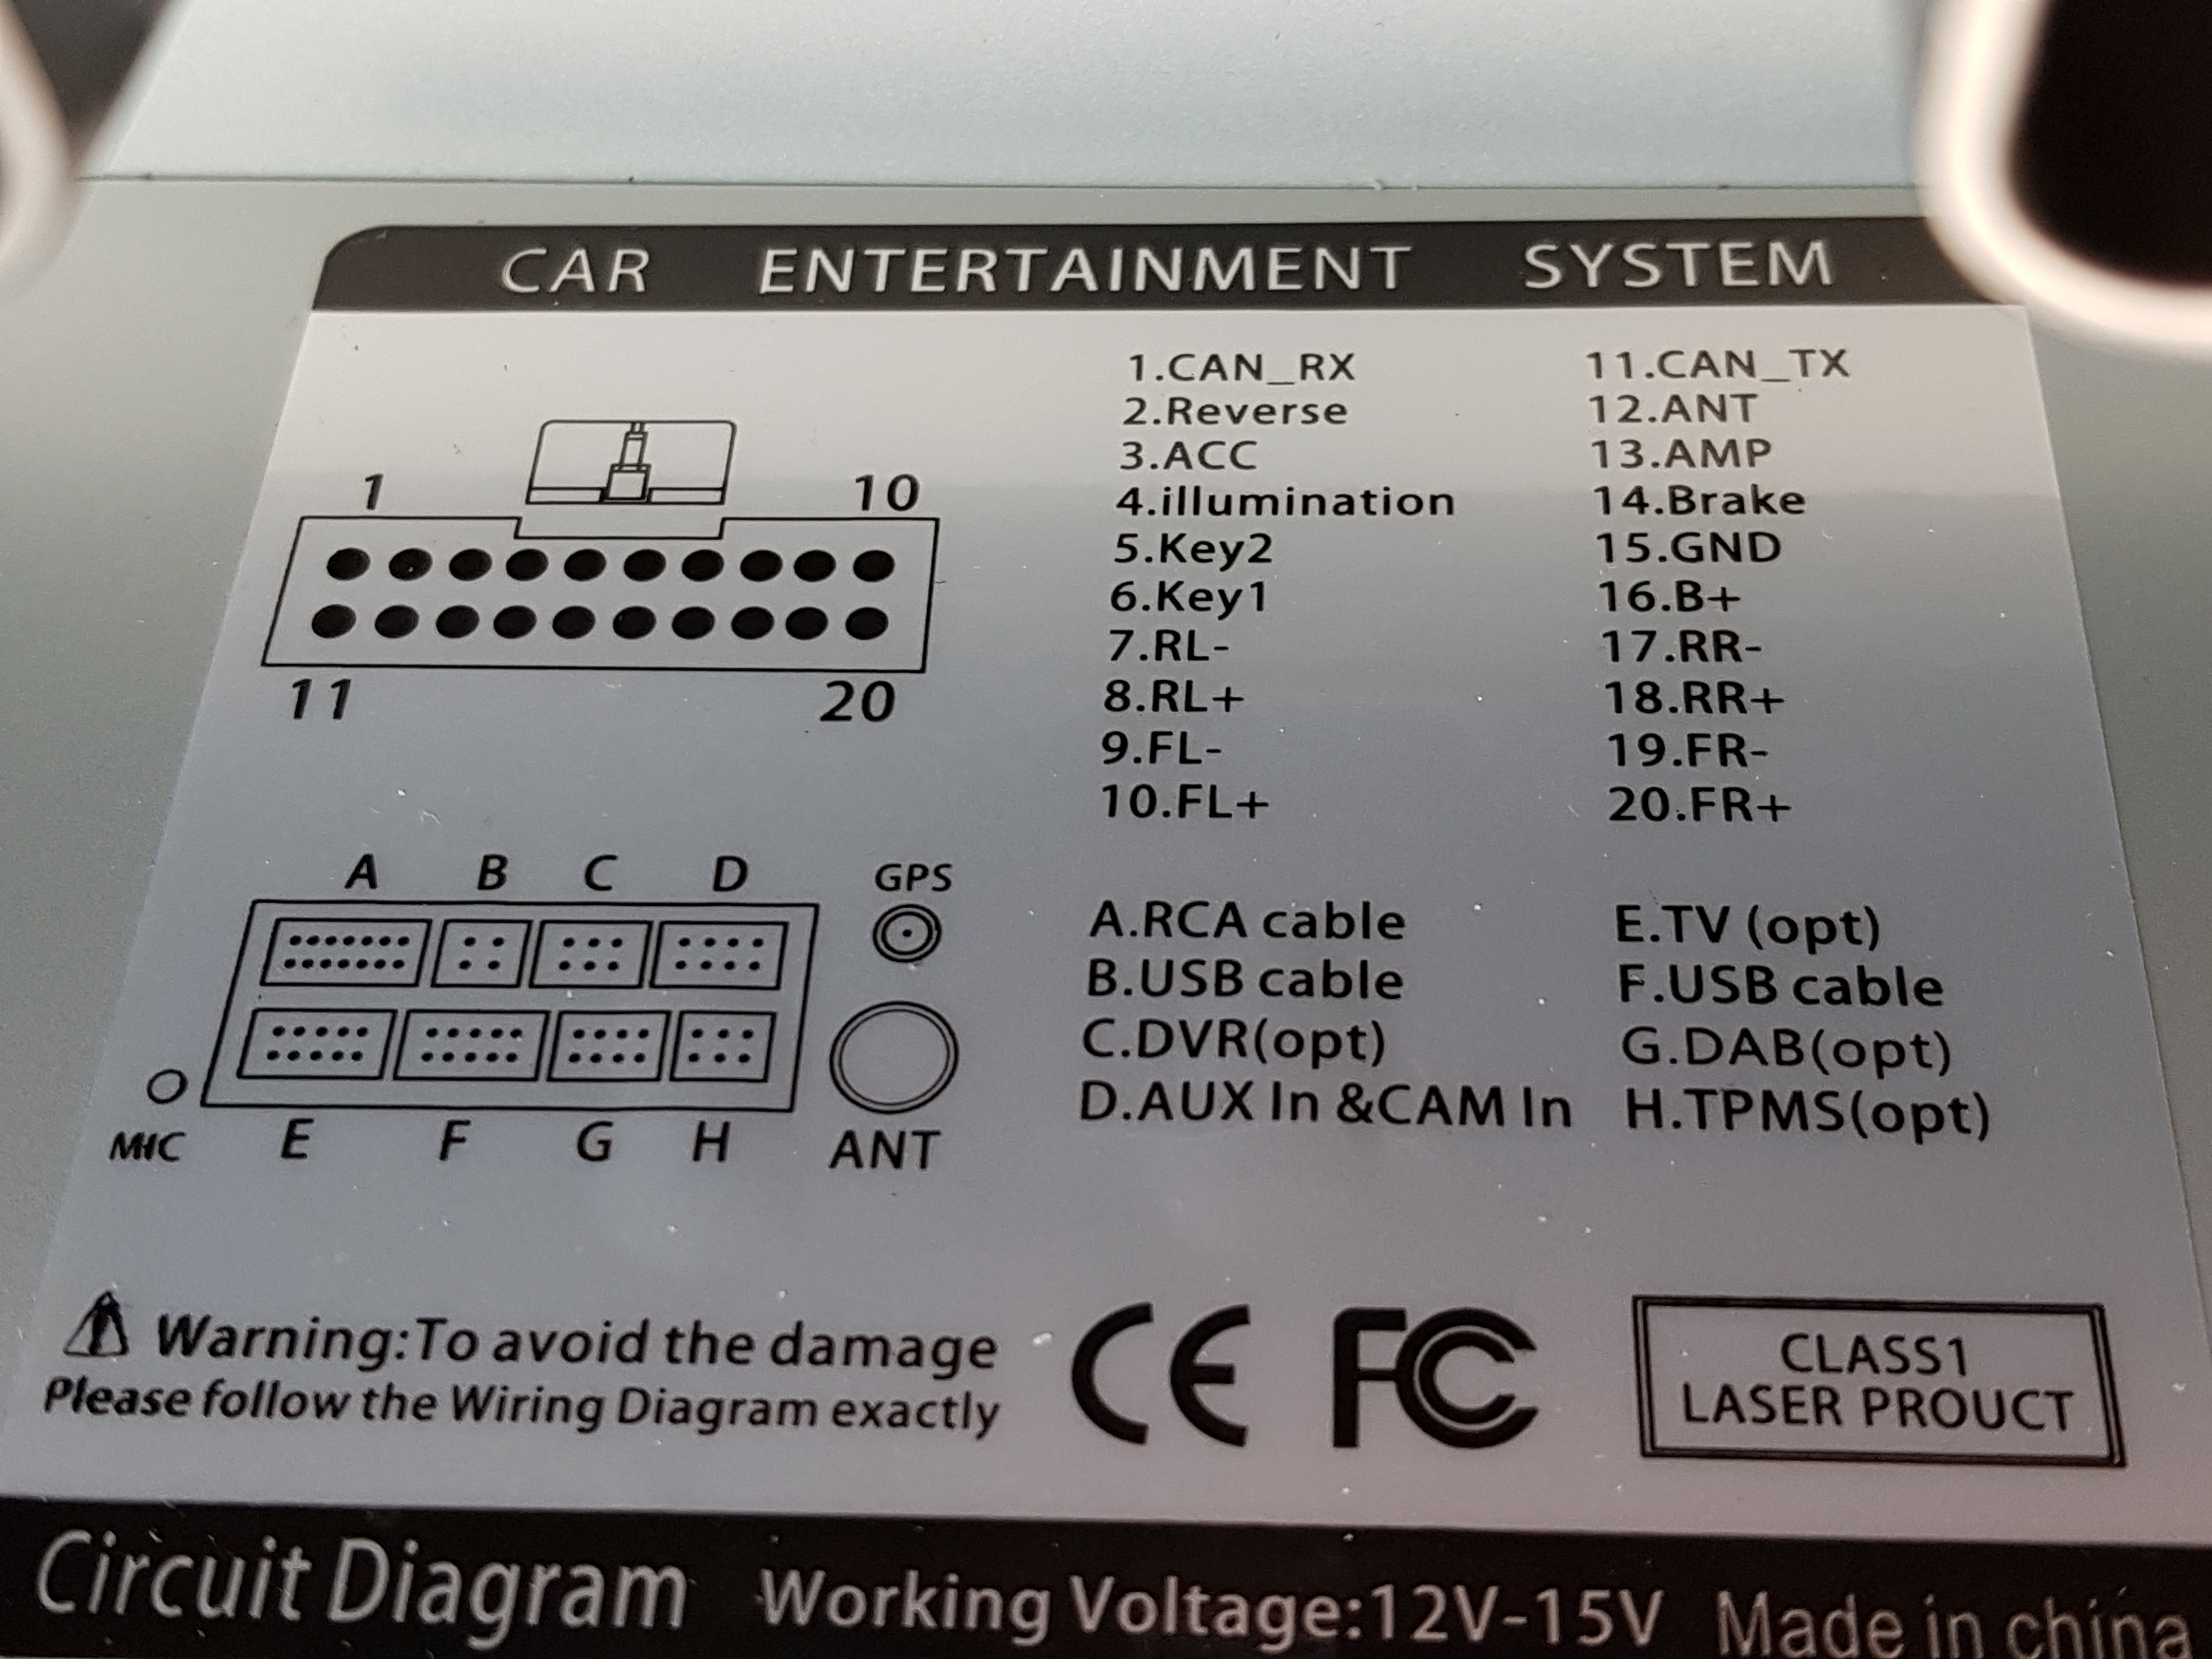 CAR ENTERTAINMENT SYSTEM
1 10
11 20
1.CAN_RX
2.Reverse
3.ACC
4.illumination
5.Key2
6.Key1
7.RL-
8.RL+
9.FL-
10.FL+
11.CAN_TX
12.ANT
13.AMP
14.Brake
15.GND
16.B+
17.RR-
18.RR+
19.FR-
20.FR+
A B C D GPS
MIC E F G H ANT
A.RCA cable
B.USB cable
C.DVR(opt)
D.AUX In &CAM In
E.TV (opt)
F.USB cable
G.DAB(opt)
H.TPMS(opt)
Warning:To avoid the damage
Please follow the Wiring Diagram exactly
CE FC
CLASS1
LASER PROUCT
Circuit Diagram Working Voltage:12V-15V Made in china